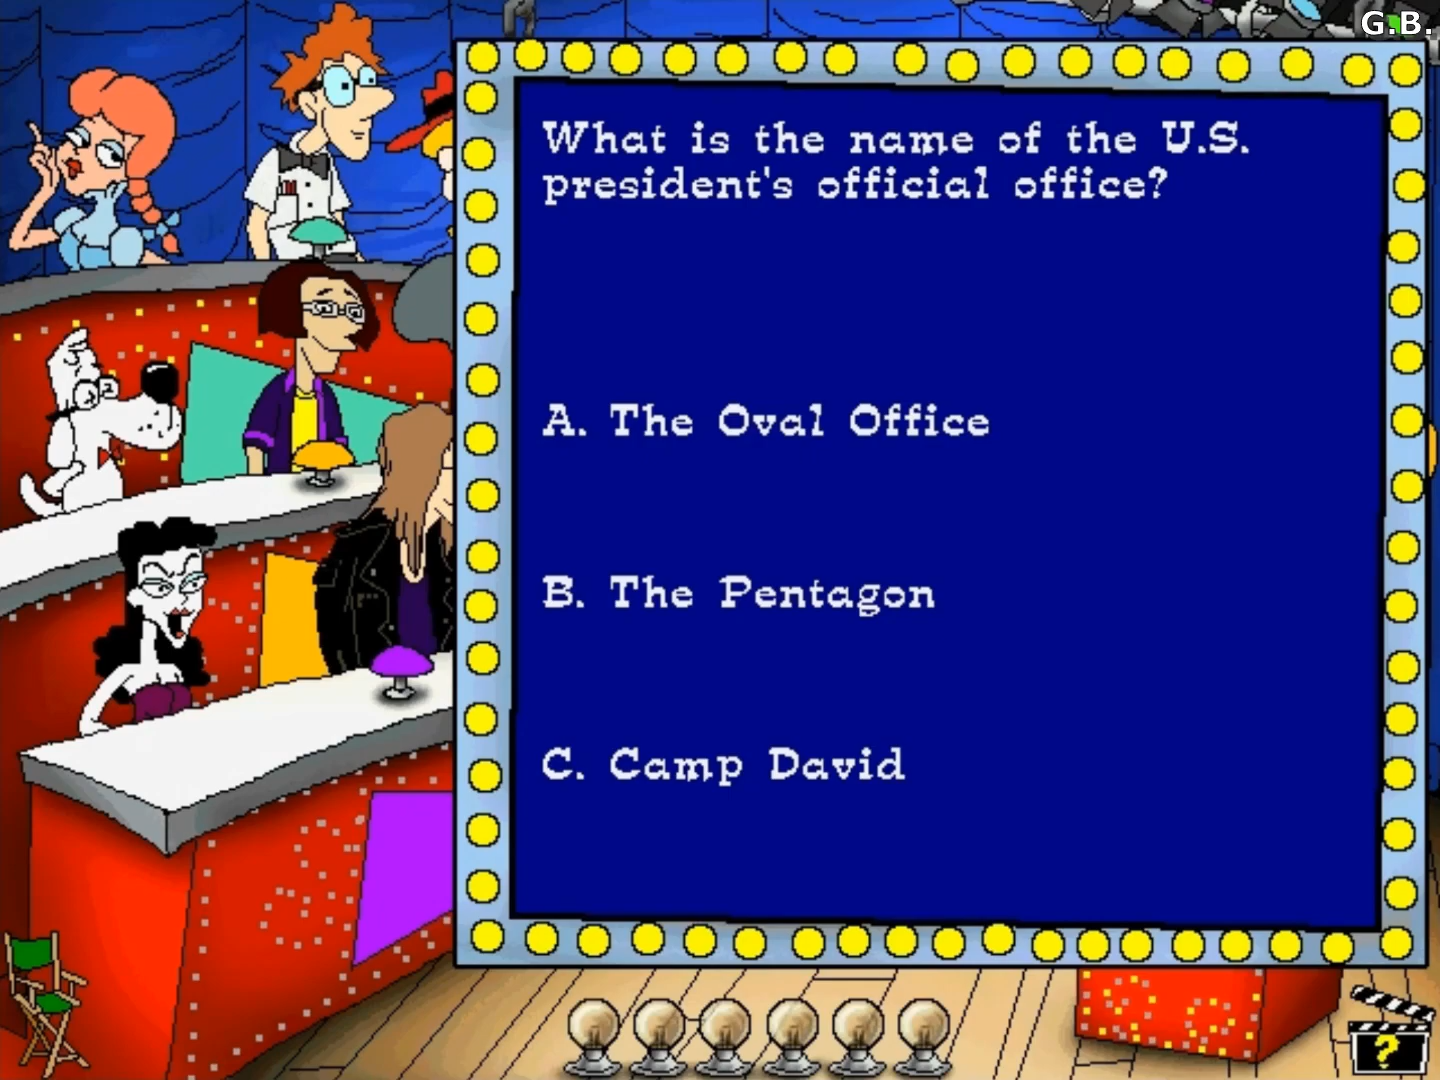 G.B.
What is the name of the U.S.
president's official office?
A. The Oval Office
B. The Pentagon
C. Camp David
?